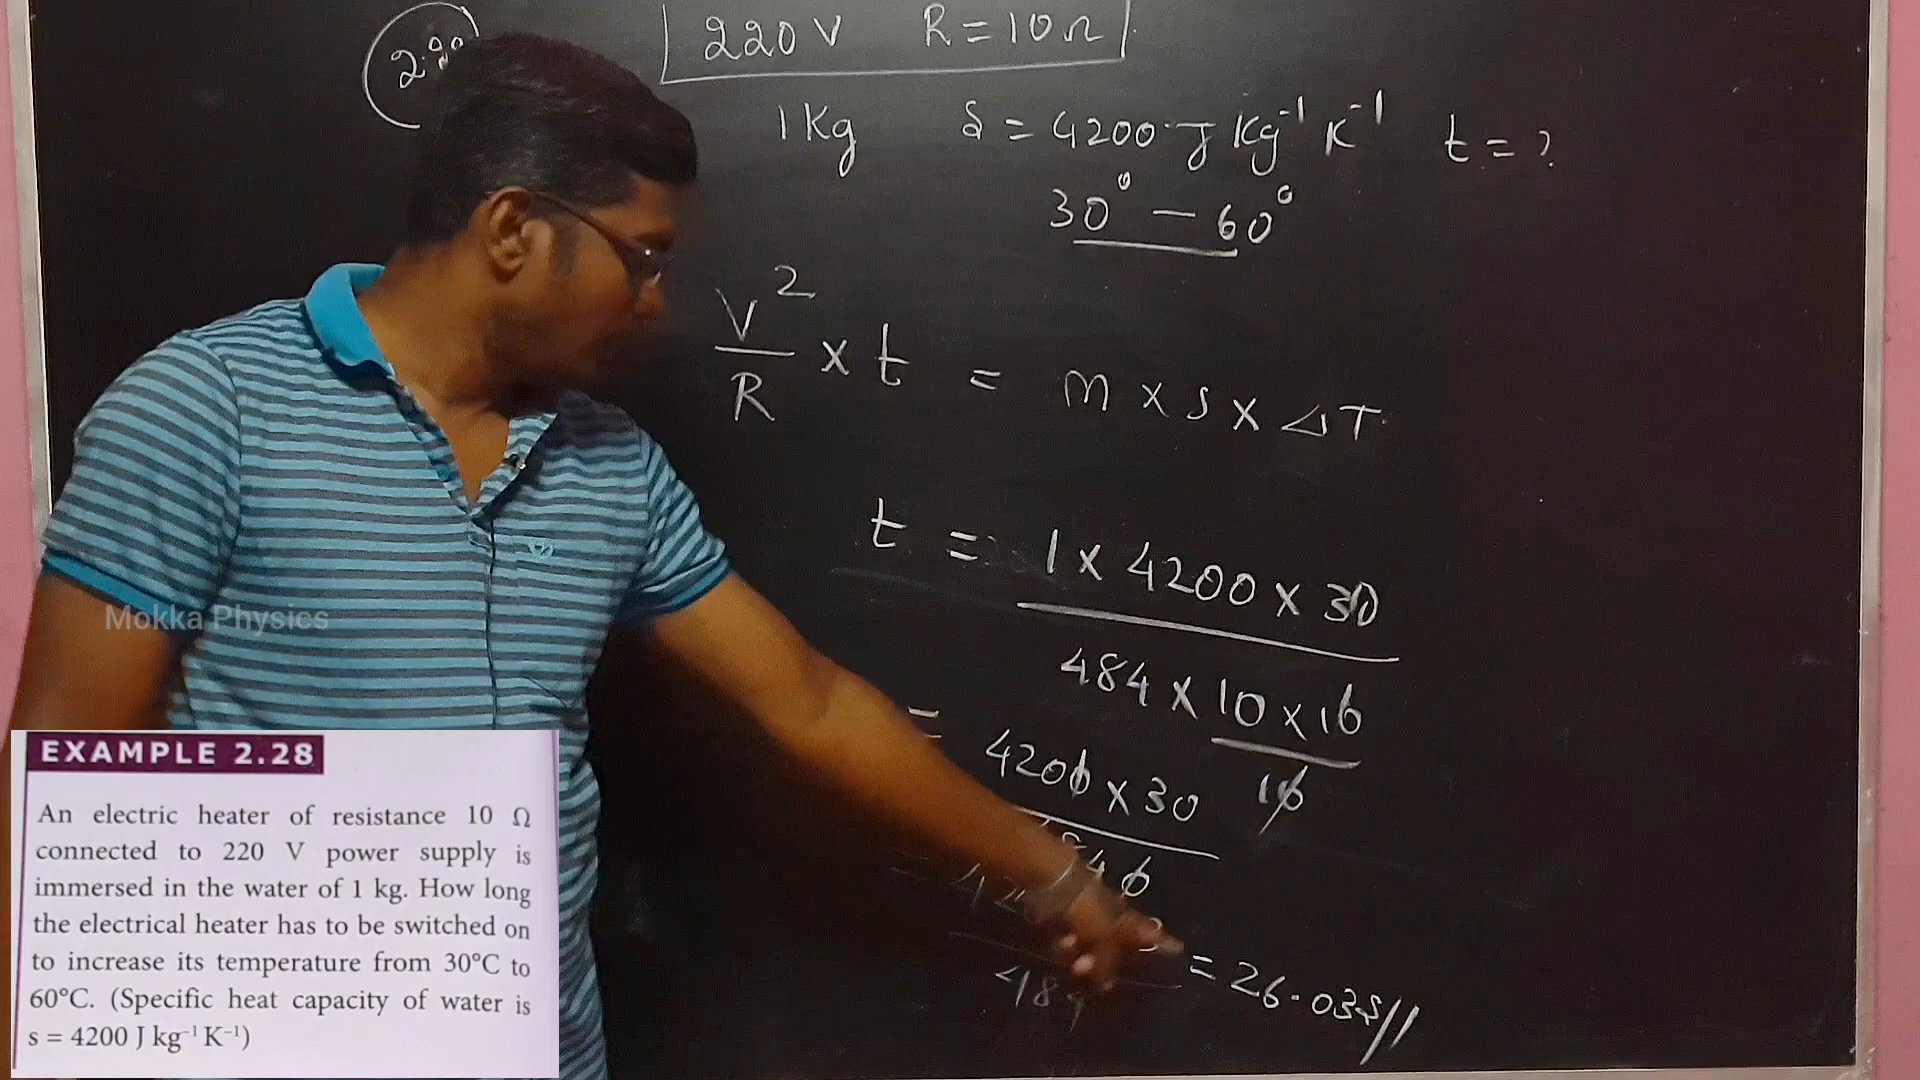 220 V R = 10 Ω
1 Kg S = 4200 J Kg⁻¹ K⁻¹ t = ?
30° – 60°
V²
R × t = m × s × ΔT
t = 1 × 4200 × 30
484 × 10 × 10
10
= 4200 × 30
4840
= 26.03 s //
Mokka Physics
EXAMPLE 2.28
An electric heater of resistance 10 Ω
connected to 220 V power supply is
immersed in the water of 1 kg. How long
the electrical heater has to be switched on
to increase its temperature from 30°C to
60°C. (Specific heat capacity of water is
s = 4200 J kg⁻¹ K⁻¹)